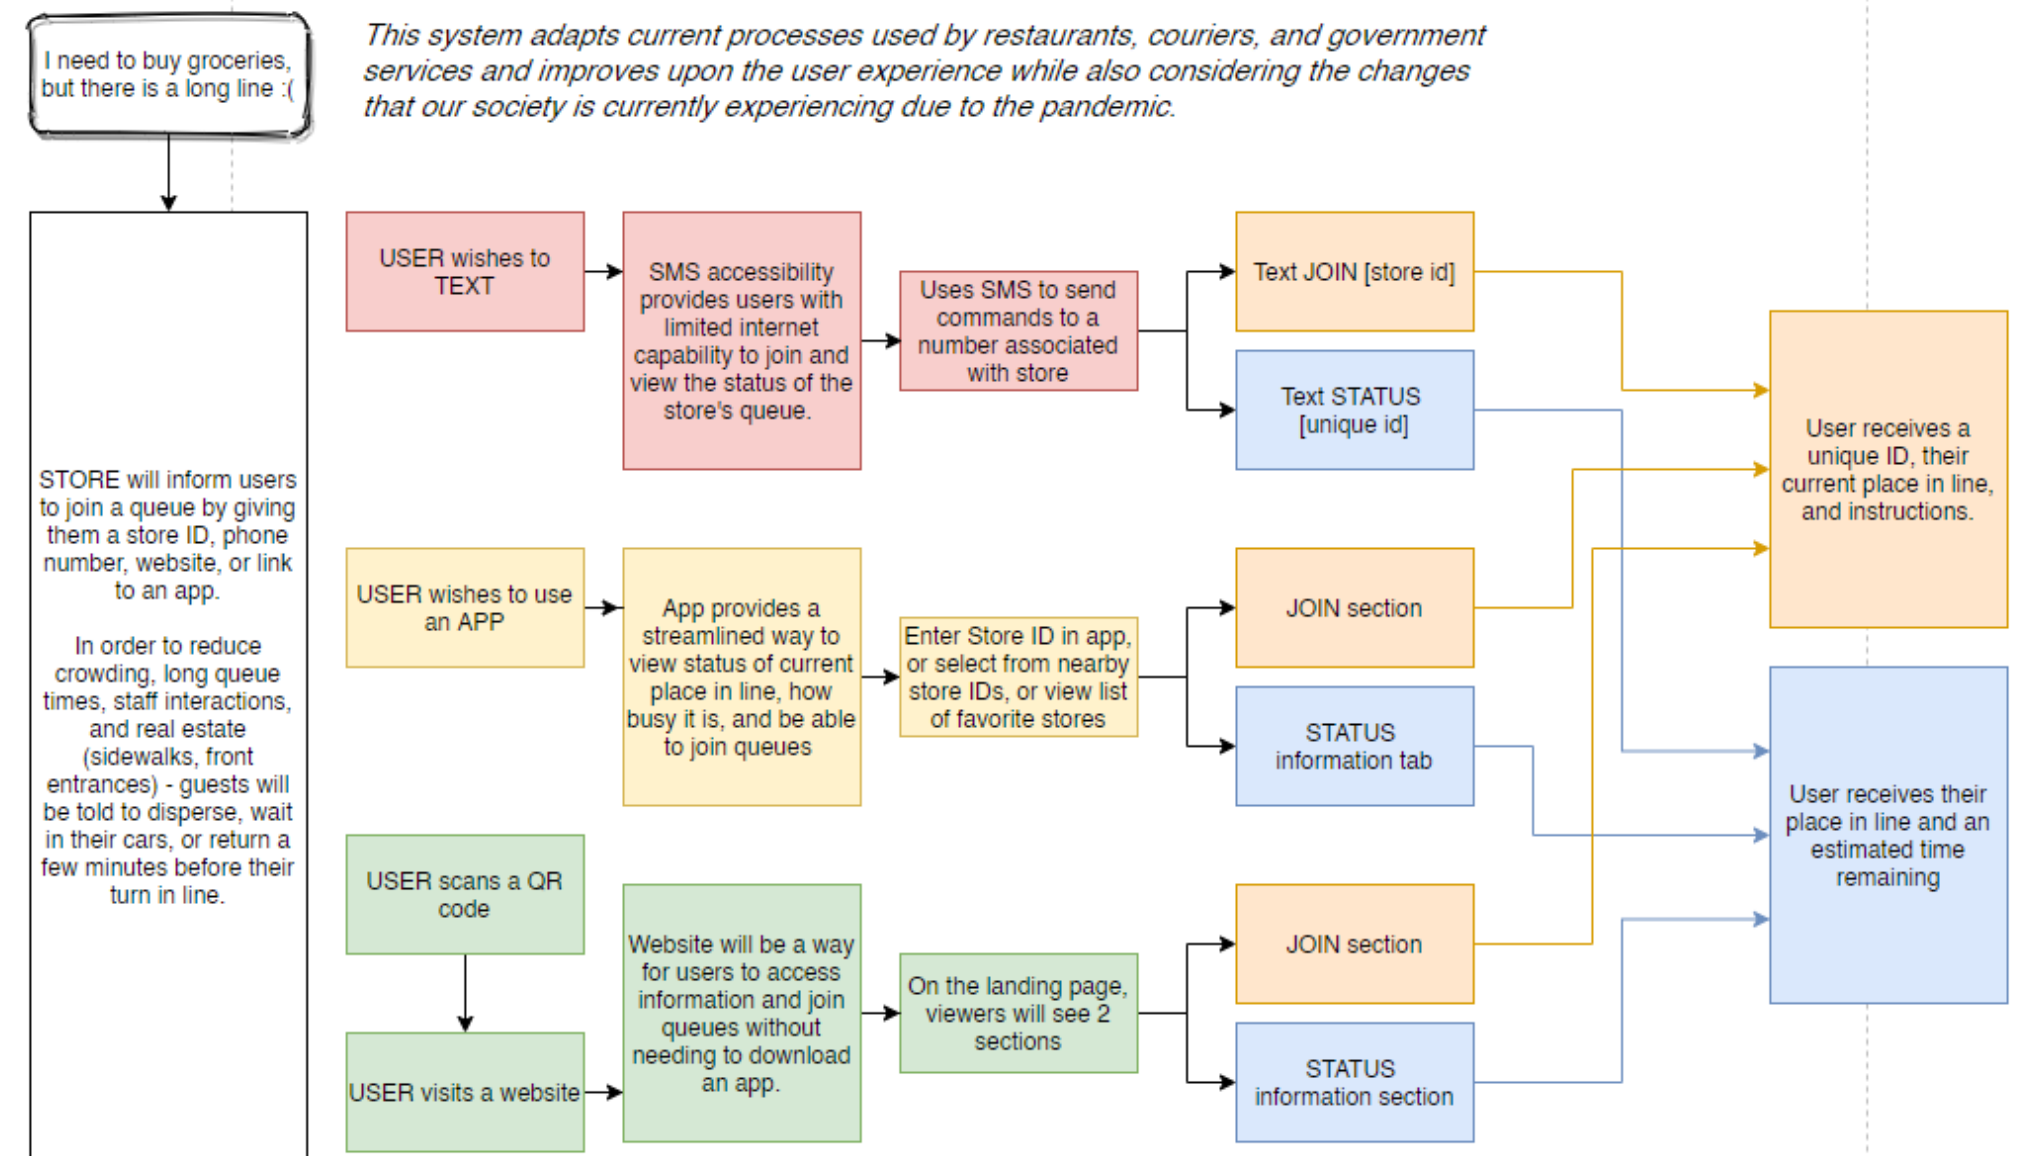 I need to buy groceries,
but there is a long line :(
This system adapts current processes used by restaurants, couriers, and government
services and improves upon the user experience while also considering the changes
that our society is currently experiencing due to the pandemic.
STORE will inform users
to join a queue by giving
them a store ID, phone
number, website, or link
to an app.
In order to reduce
crowding, long queue
times, staff interactions,
and real estate
(sidewalks, front
entrances) - guests will
be told to disperse, wait
in their cars, or return a
few minutes before their
turn in line.
USER wishes to
TEXT
SMS accessibility
provides users with
limited internet
capability to join and
view the status of the
store's queue.
Uses SMS to send
commands to a
number associated
with store
Text JOIN [store id]
Text STATUS
[unique id]
USER wishes to use
an APP
App provides a
streamlined way to
view status of current
place in line, how
busy it is, and be able
to join queues
Enter Store ID in app,
or select from nearby
store IDs, or view list
of favorite stores
JOIN section
STATUS
information tab
USER scans a QR
code
USER visits a website
Website will be a way
for users to access
information and join
queues without
needing to download
an app.
On the landing page,
viewers will see 2
sections
JOIN section
STATUS
information section
User receives a
unique ID, their
current place in line,
and instructions.
User receives their
place in line and an
estimated time
remaining